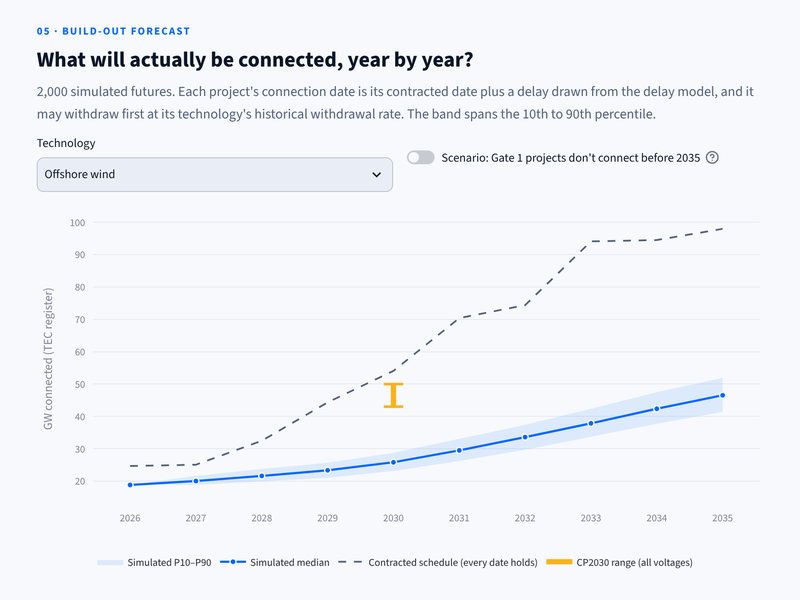 05 · BUILD-OUT FORECAST
What will actually be connected, year by year?
2,000 simulated futures. Each project's connection date is its contracted date plus a delay drawn from the delay model, and it
may withdraw first at its technology's historical withdrawal rate. The band spans the 10th to 90th percentile.
Technology
Offshore wind
Scenario: Gate 1 projects don't connect before 2035 ?
GW connected (TEC register)
100
90
80
70
60
50
40
30
20
2026 2027 2028 2029 2030 2031 2032 2033 2034 2035
Simulated P10–P90 Simulated median Contracted schedule (every date holds) CP2030 range (all voltages)